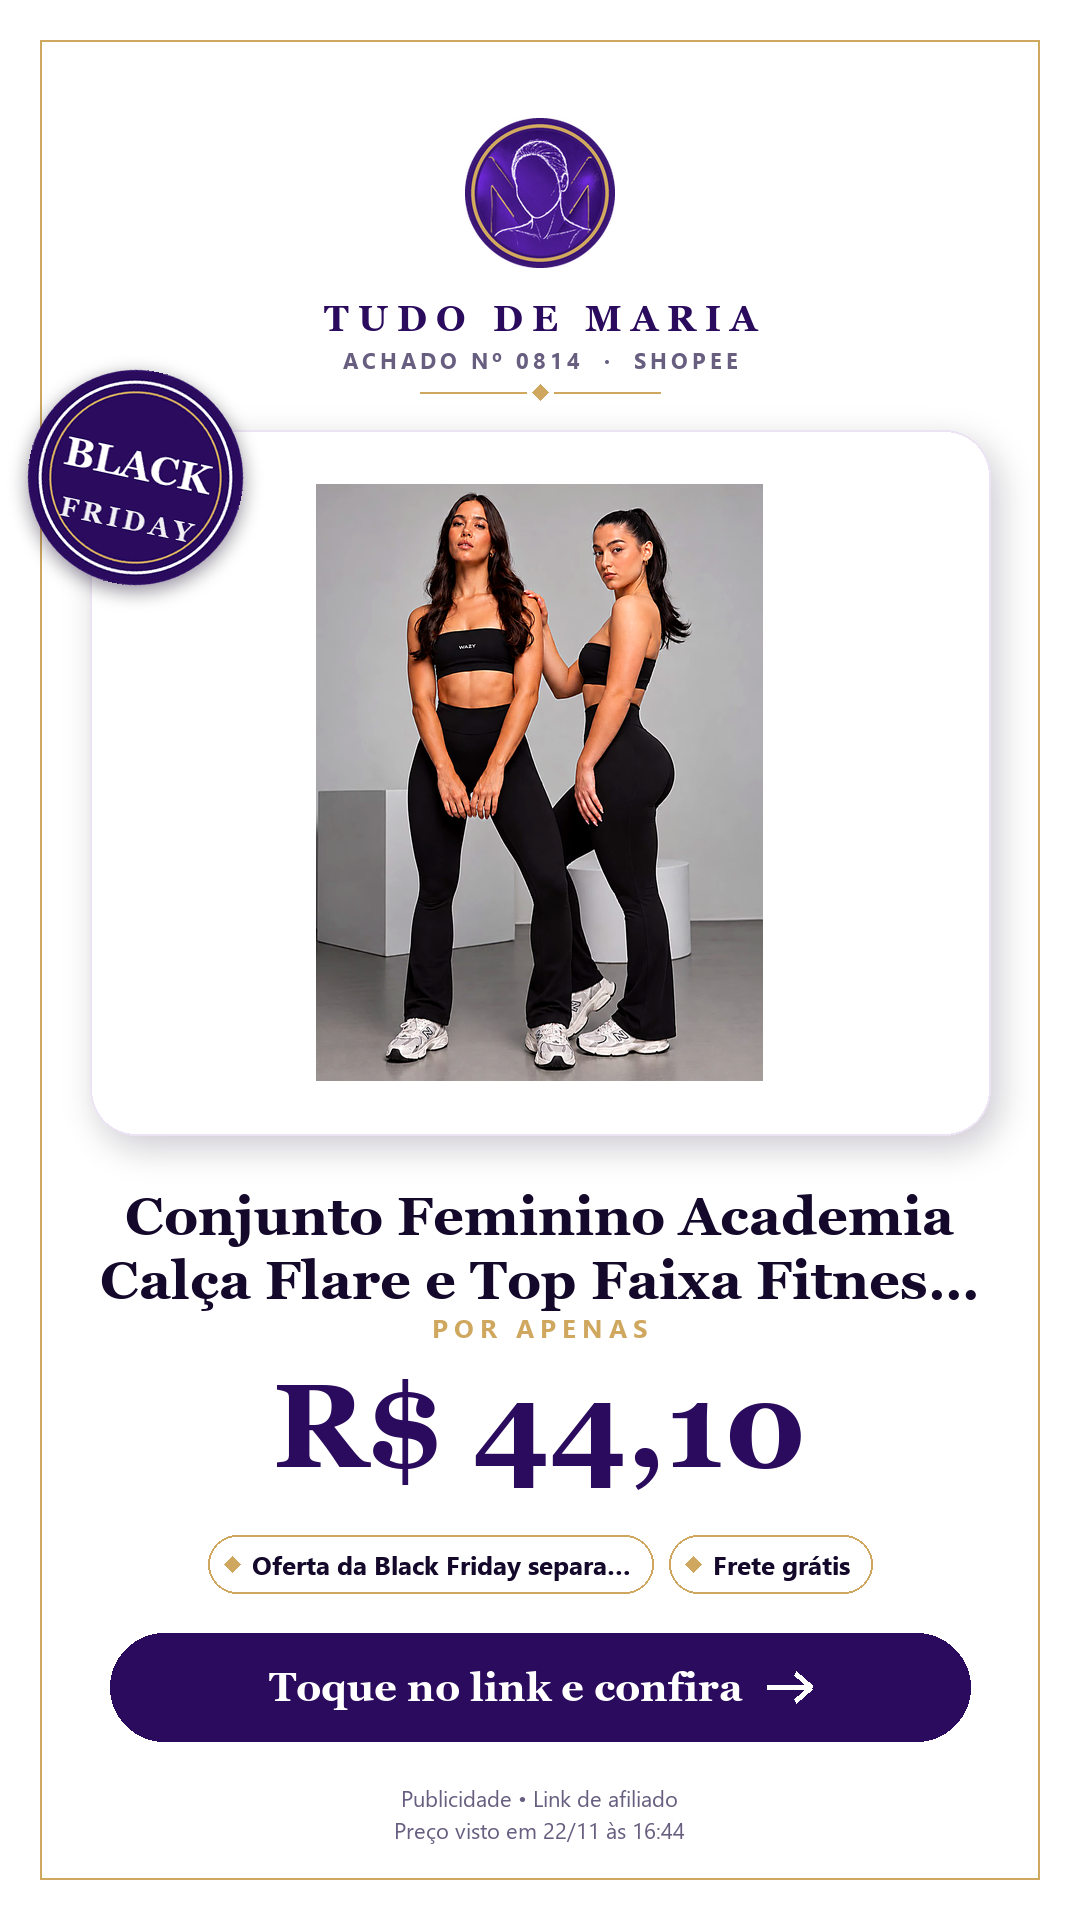 TUDO DE MARIA
ACHADO Nº 0814 · SHOPEE
BLACK
FRIDAY
WAZY
Conjunto Feminino Academia
Calça Flare e Top Faixa Fitnes...
POR APENAS
R$ 44,10
Oferta da Black Friday separa...
Frete grátis
Toque no link e confira →
Publicidade • Link de afiliado
Preço visto em 22/11 às 16:44